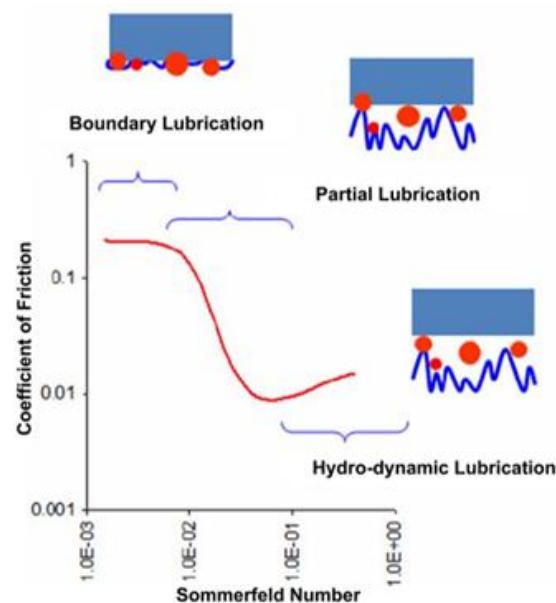 Boundary Lubrication
Partial Lubrication
1
0.1
0.01
0.001
Coefficient of Friction
Hydro-dynamic Lubrication
1.0E-03
1.0E-02
1.0E-01
1.0E+00
Sommerfeld Number